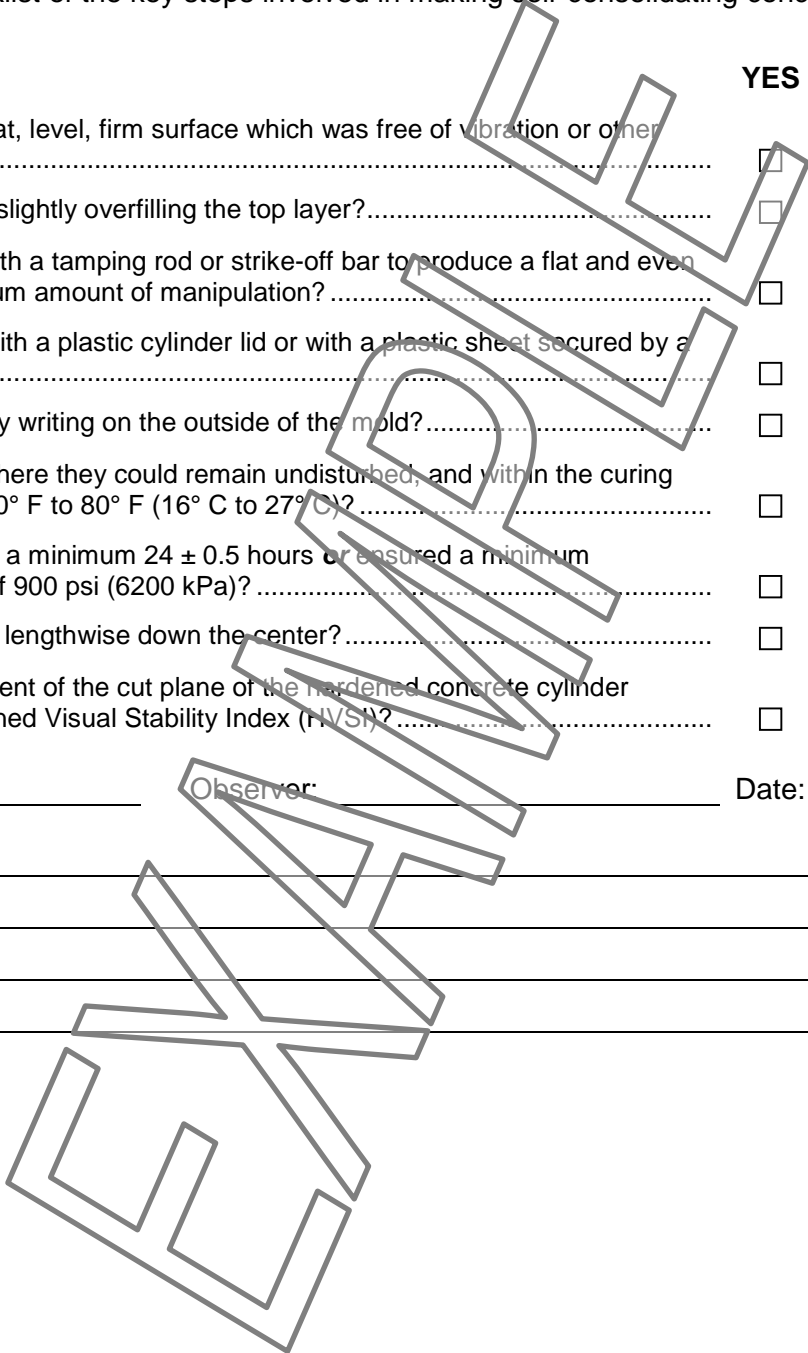 list of the key steps involved in making self-consolidating conc
YES
at, level, firm surface which was free of vibration or other
.......... □
slightly overfilling the top layer?.......... □
th a tamping rod or strike-off bar to produce a flat and even
um amount of manipulation?.......... □
ith a plastic cylinder lid or with a plastic sheet secured by a
.......... □
y writing on the outside of the mold?.......... □
here they could remain undisturbed, and within the curing
0° F to 80° F (16° C to 27° C)?.......... □
a minimum 24 ± 0.5 hours or ensured a minimum
f 900 psi (6200 kPa)?.......... □
lengthwise down the center?.......... □
ent of the cut plane of the hardened concrete cylinder
ned Visual Stability Index (HVSI)?.......... □
Observer: Date:
EXAMPLE